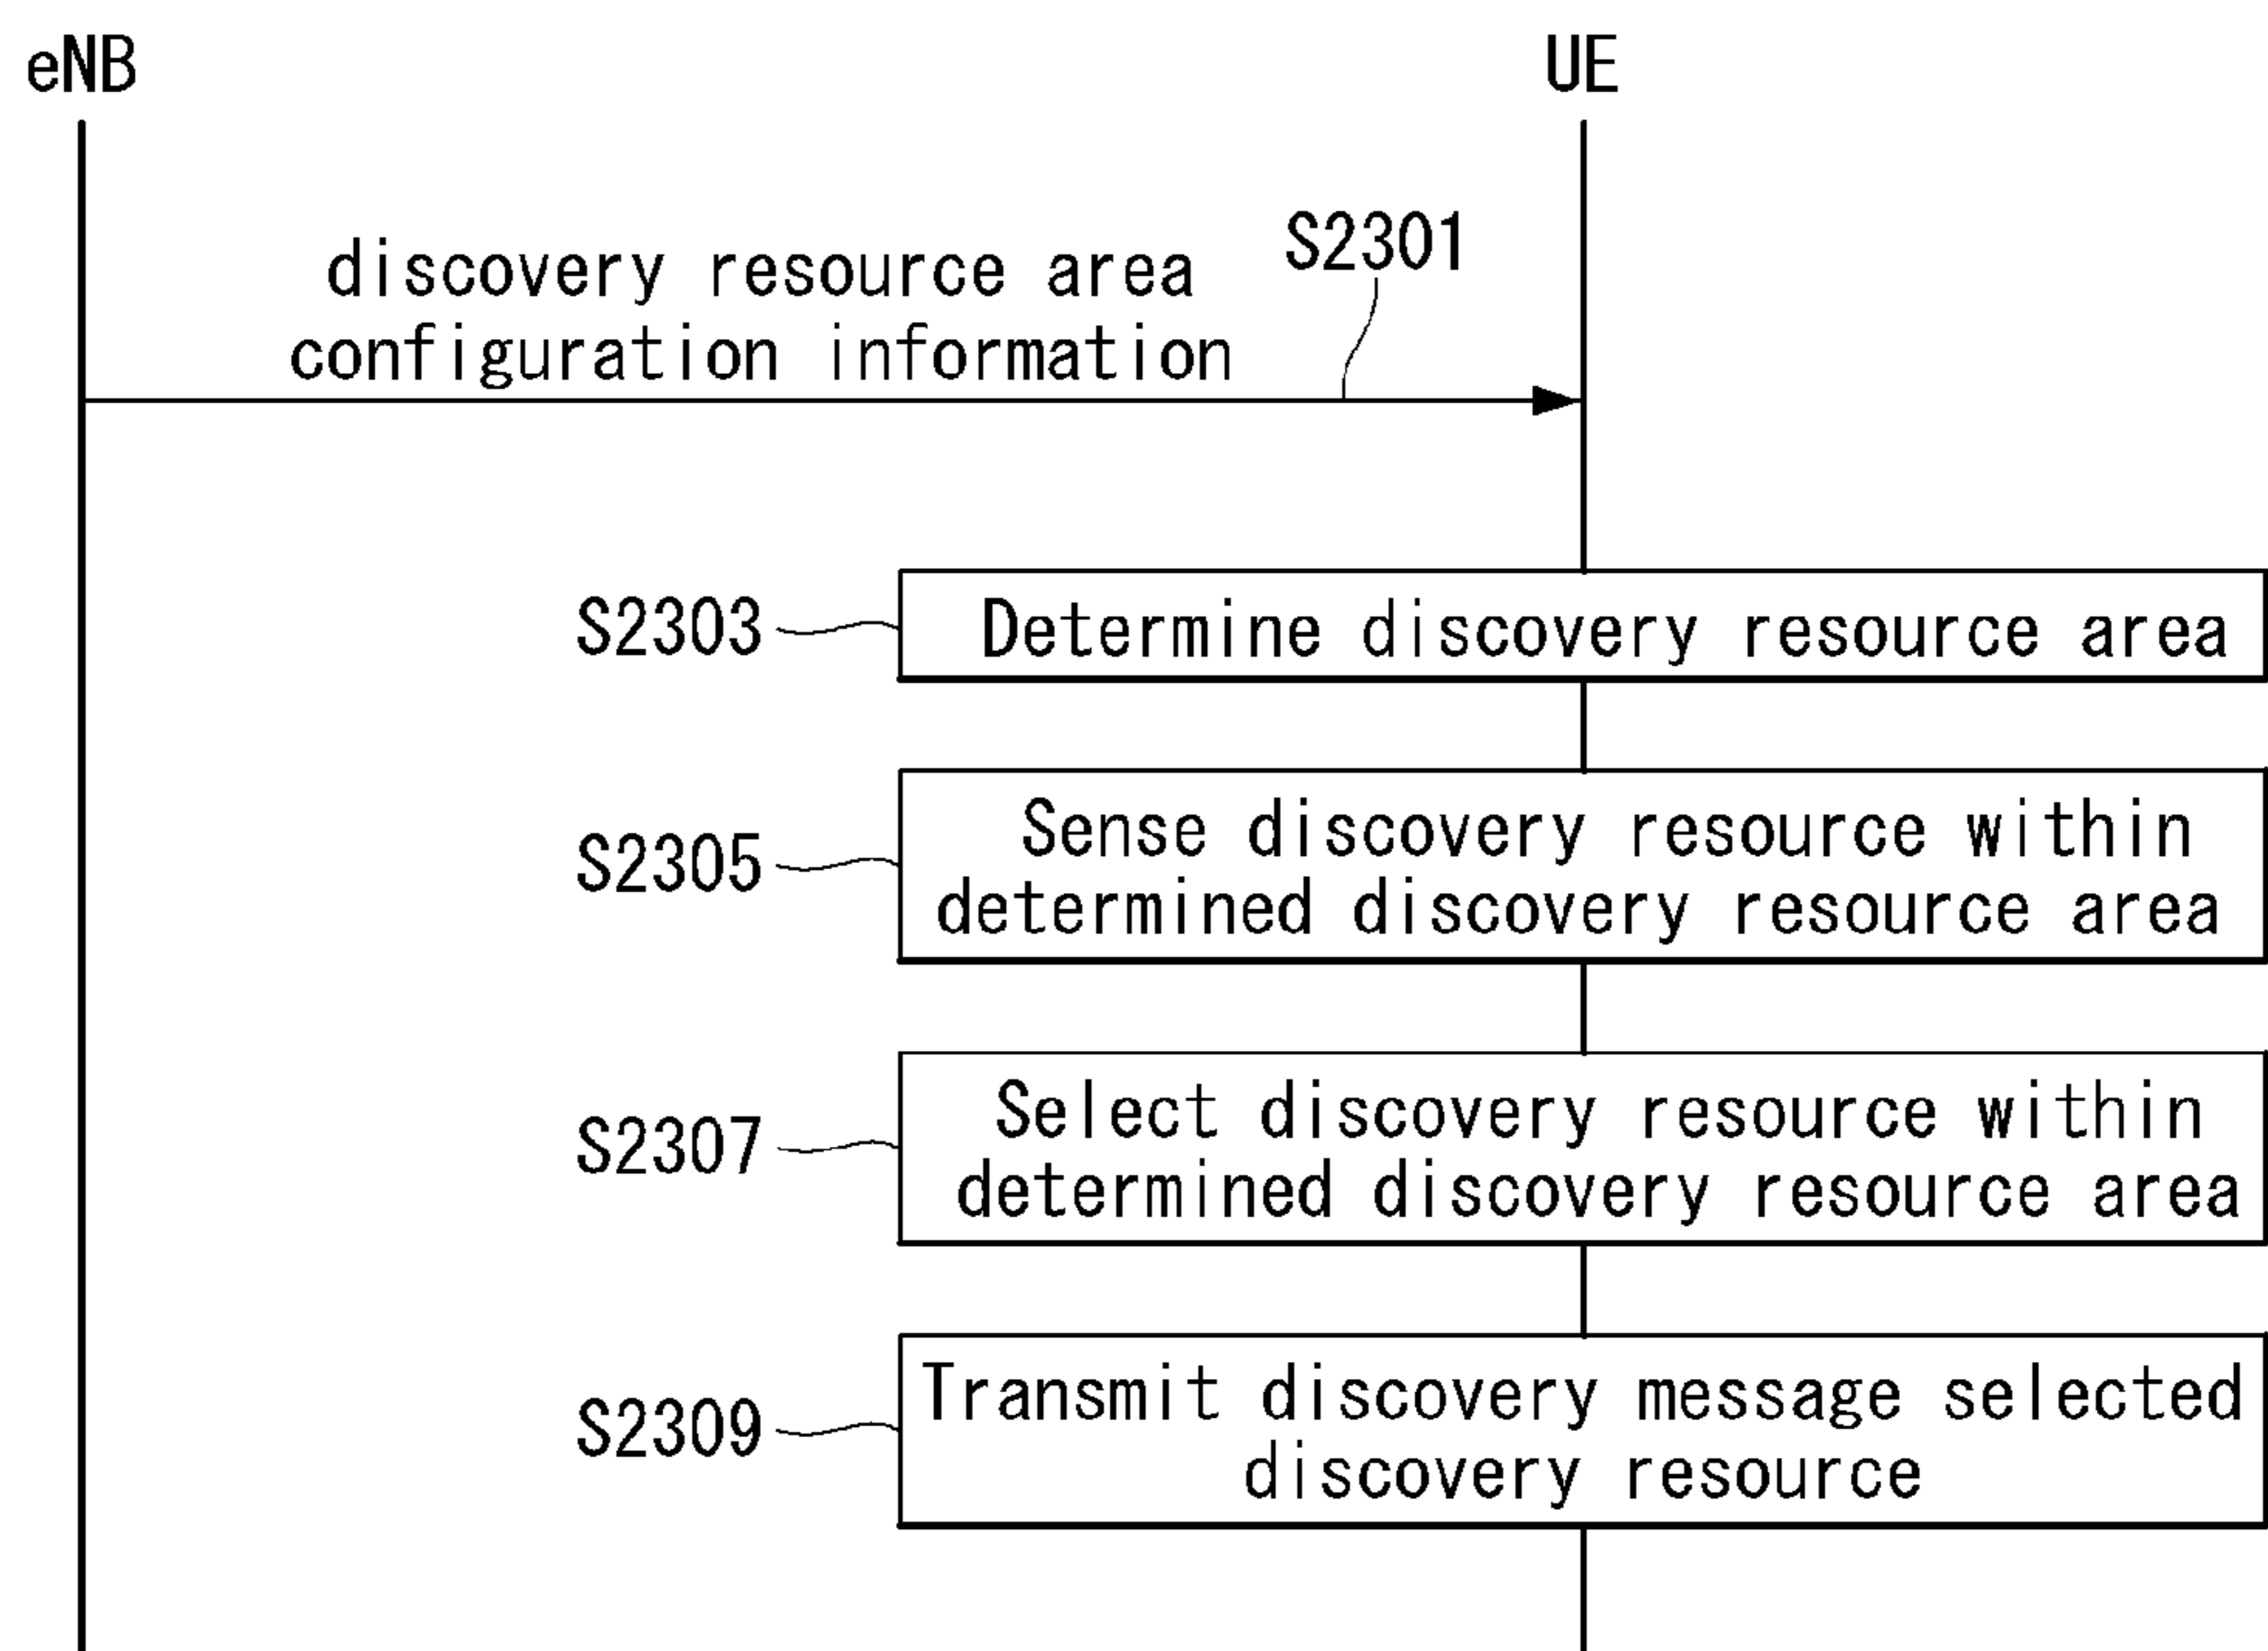 eNB
UE
S2301
discovery resource area
configuration information
S2303
Determine discovery resource area
S2305
Sense discovery resource within
determined discovery resource area
S2307
Select discovery resource within
determined discovery resource area
S2309
Transmit discovery message selected
discovery resource